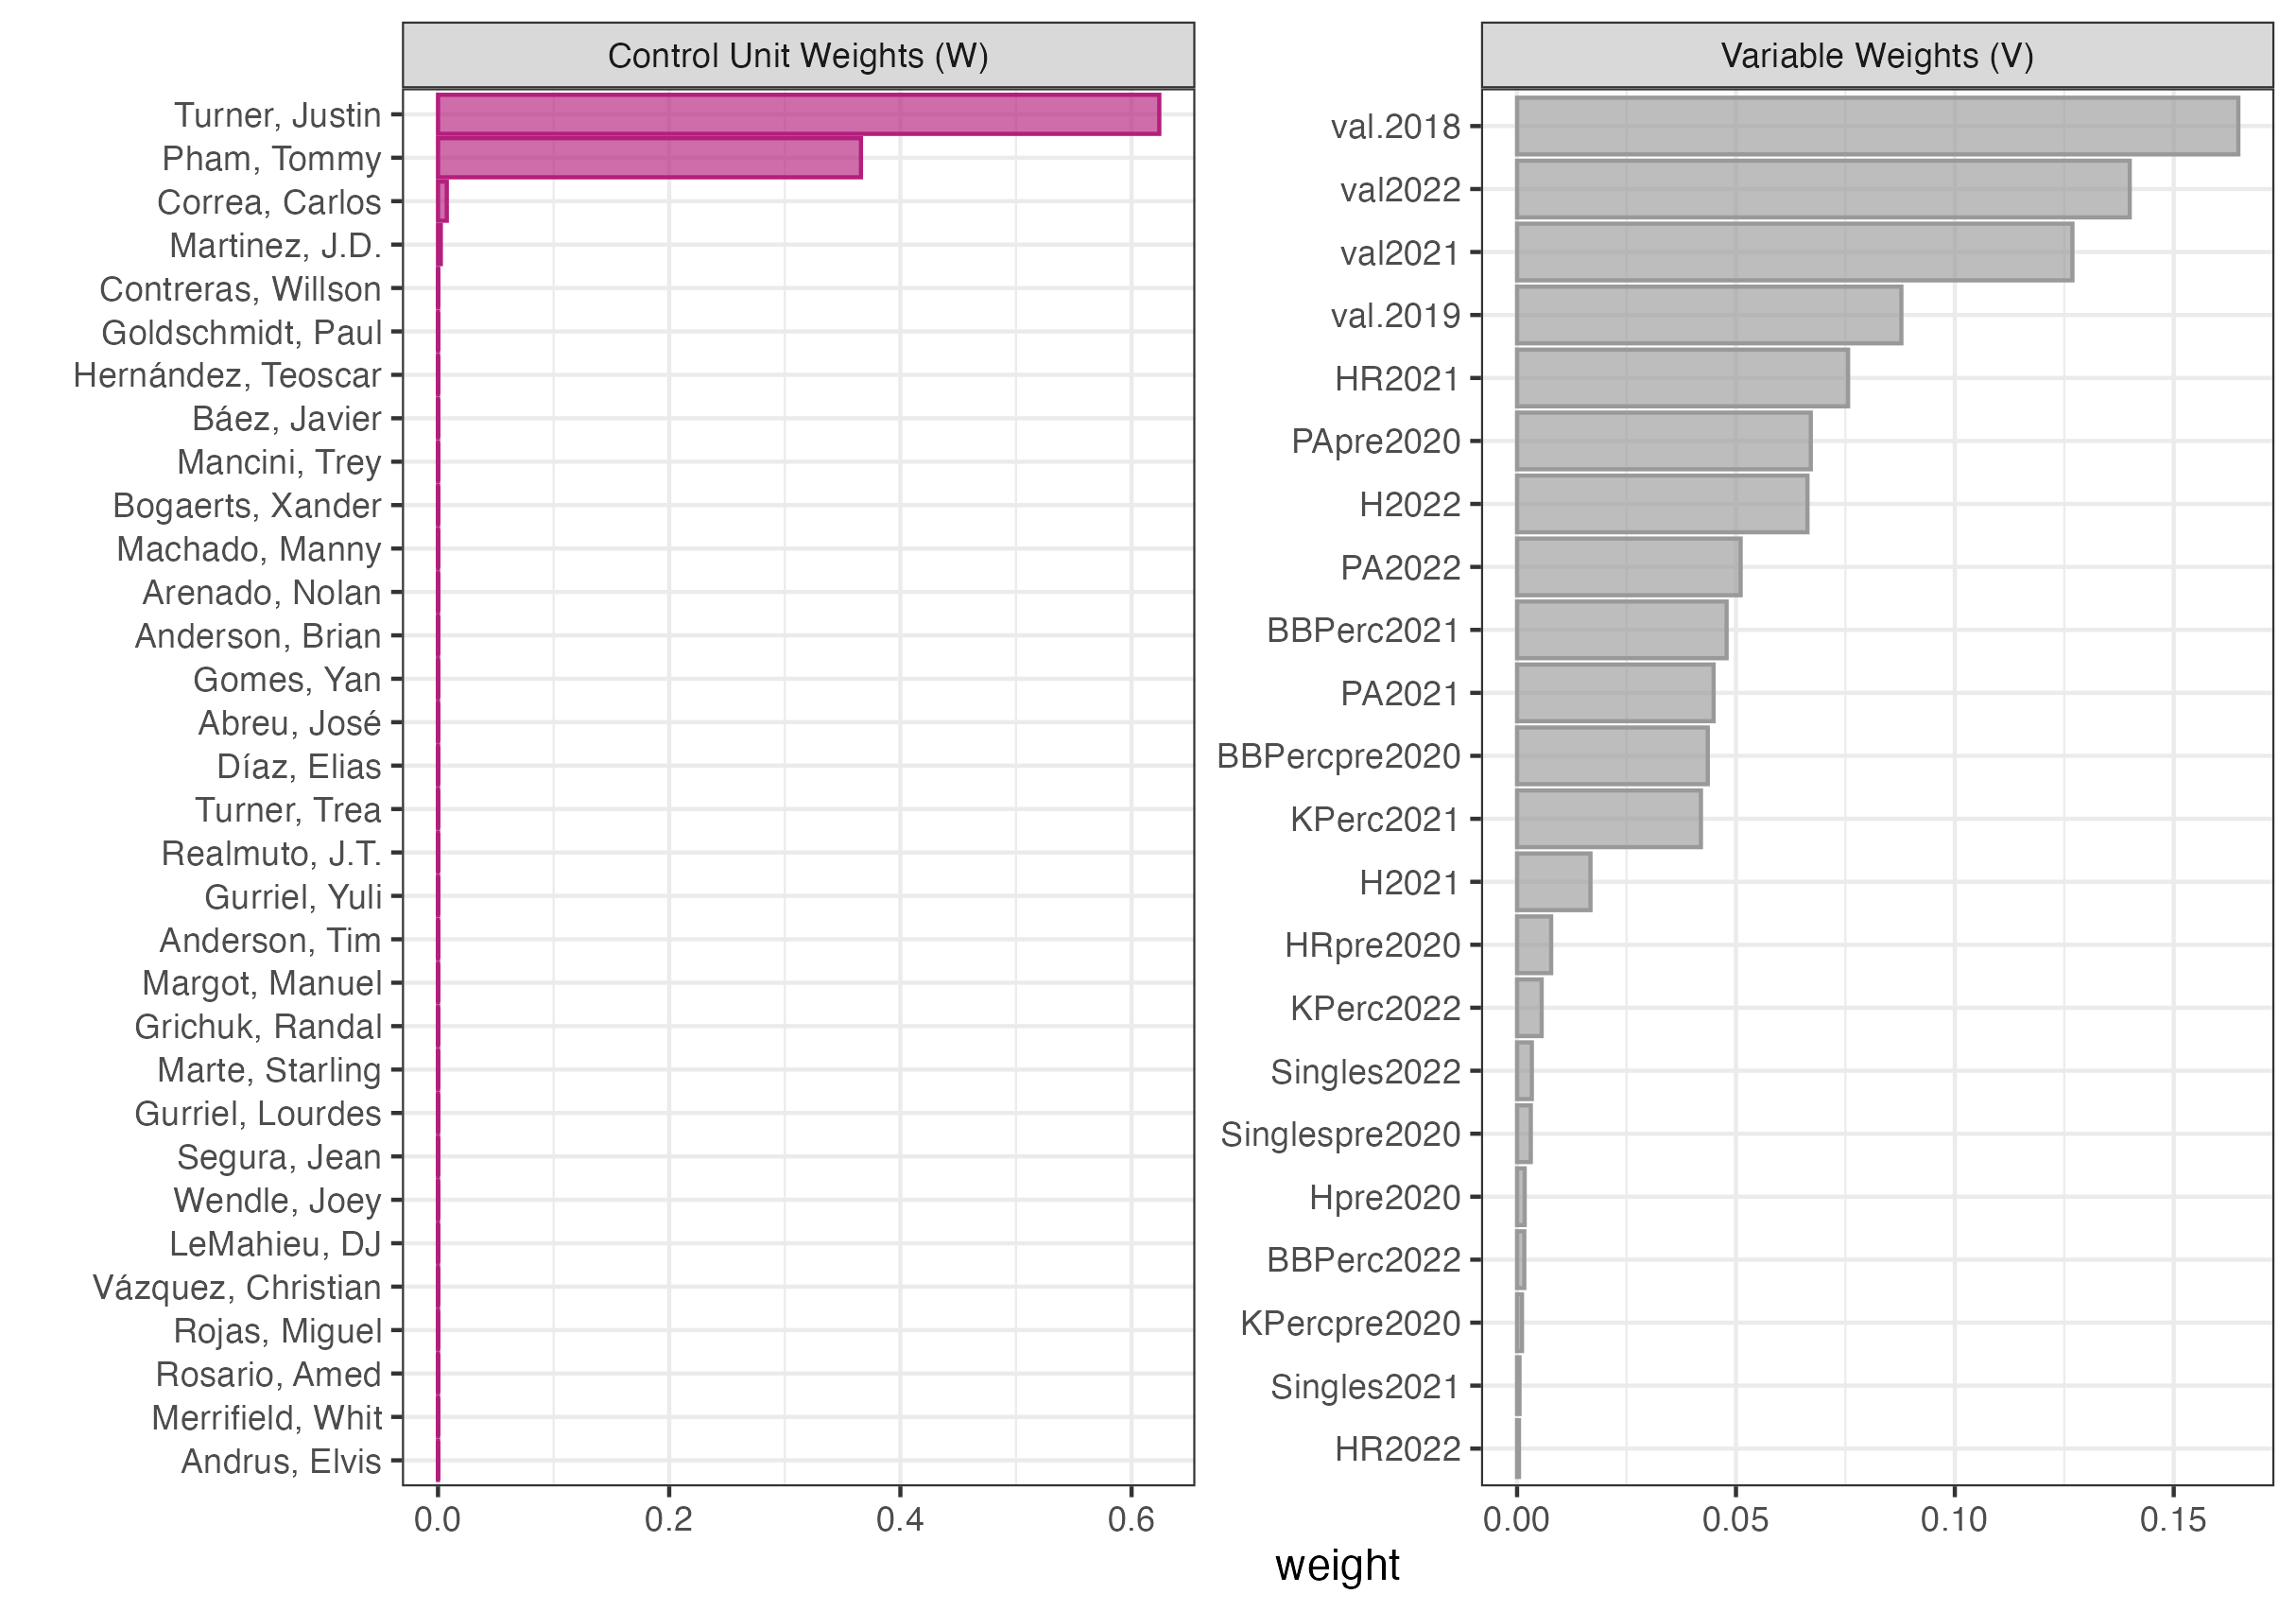 Control Unit Weights (W)
Turner, Justin
Pham, Tommy
Correa, Carlos
Martinez, J.D.
Contreras, Willson
Goldschmidt, Paul
Hernández, Teoscar
Báez, Javier
Mancini, Trey
Bogaerts, Xander
Machado, Manny
Arenado, Nolan
Anderson, Brian
Gomes, Yan
Abreu, José
Díaz, Elias
Turner, Trea
Realmuto, J.T.
Gurriel, Yuli
Anderson, Tim
Margot, Manuel
Grichuk, Randal
Marte, Starling
Gurriel, Lourdes
Segura, Jean
Wendle, Joey
LeMahieu, DJ
Vázquez, Christian
Rojas, Miguel
Rosario, Amed
Merrifield, Whit
Andrus, Elvis
0.0 0.2 0.4 0.6
Variable Weights (V)
val.2018
val2022
val2021
val.2019
HR2021
PApre2020
H2022
PA2022
BBPerc2021
PA2021
BBPercpre2020
KPerc2021
H2021
HRpre2020
KPerc2022
Singles2022
Singlespre2020
Hpre2020
BBPerc2022
KPercpre2020
Singles2021
HR2022
0.00 0.05 0.10 0.15
weight